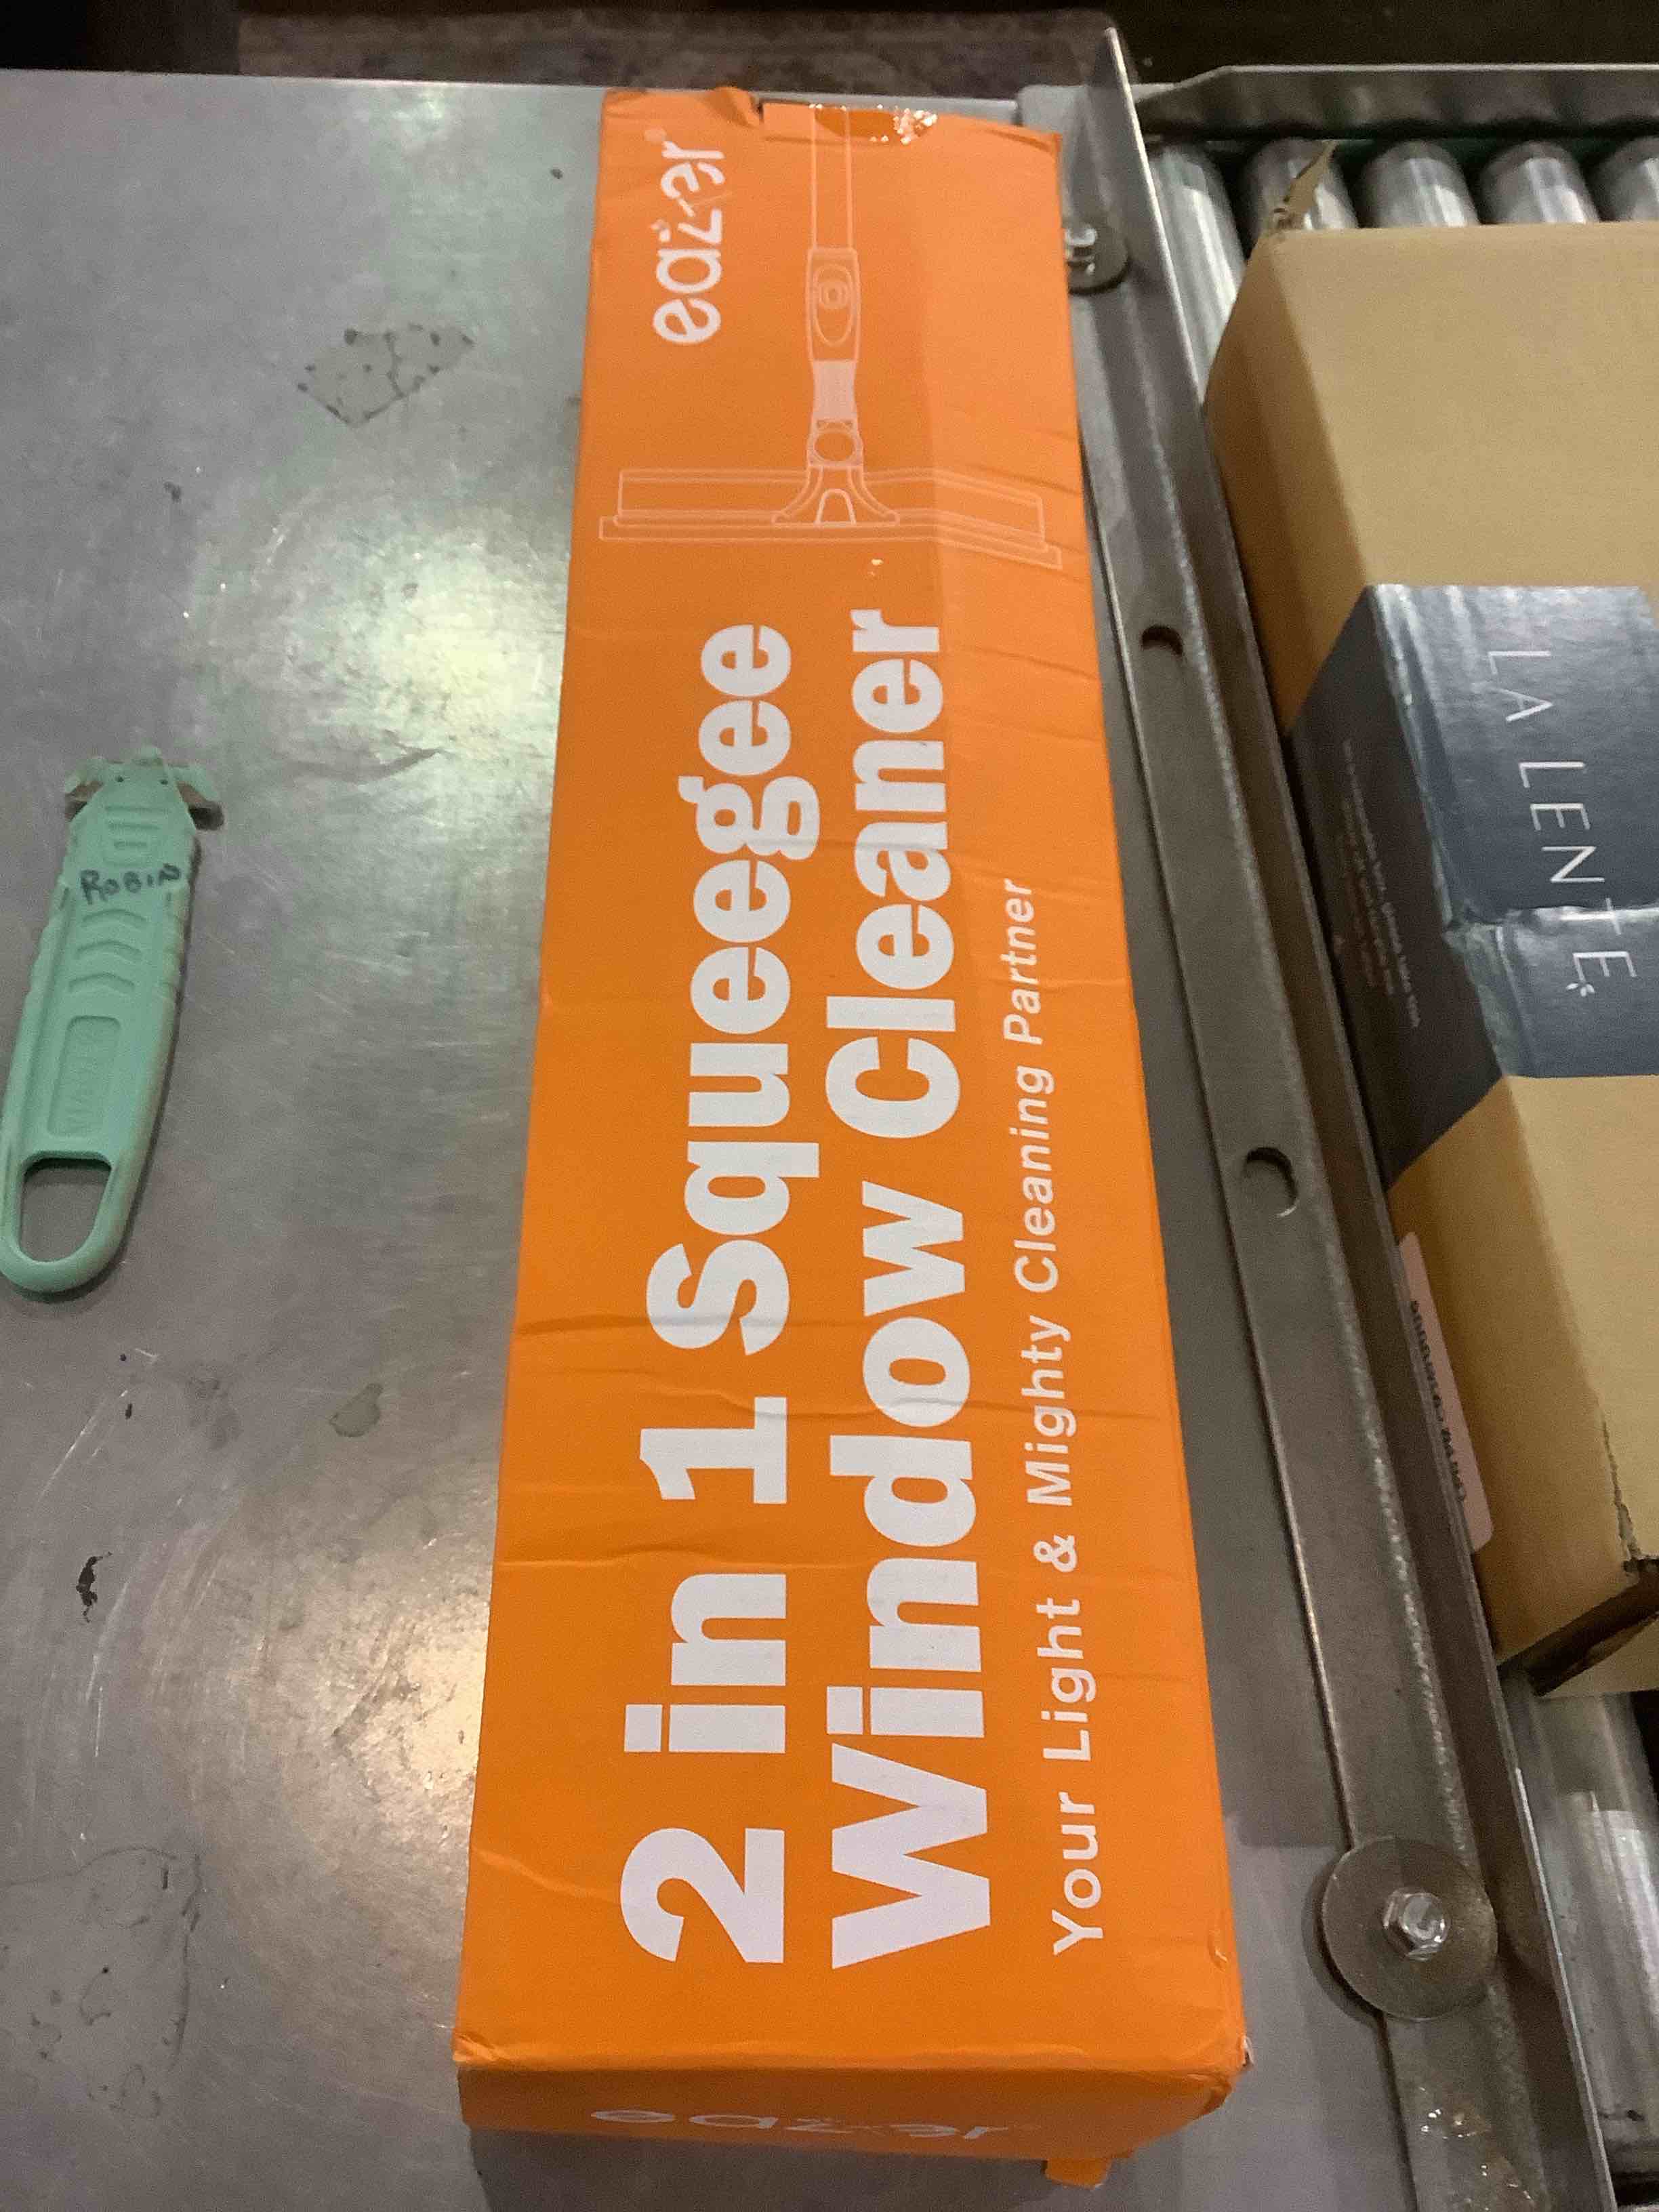 eazer
2 in 1 Squeegee
Window Cleaner
Your Light & Mighty Cleaning Partner
eazer
ROBIN
LA LENTE